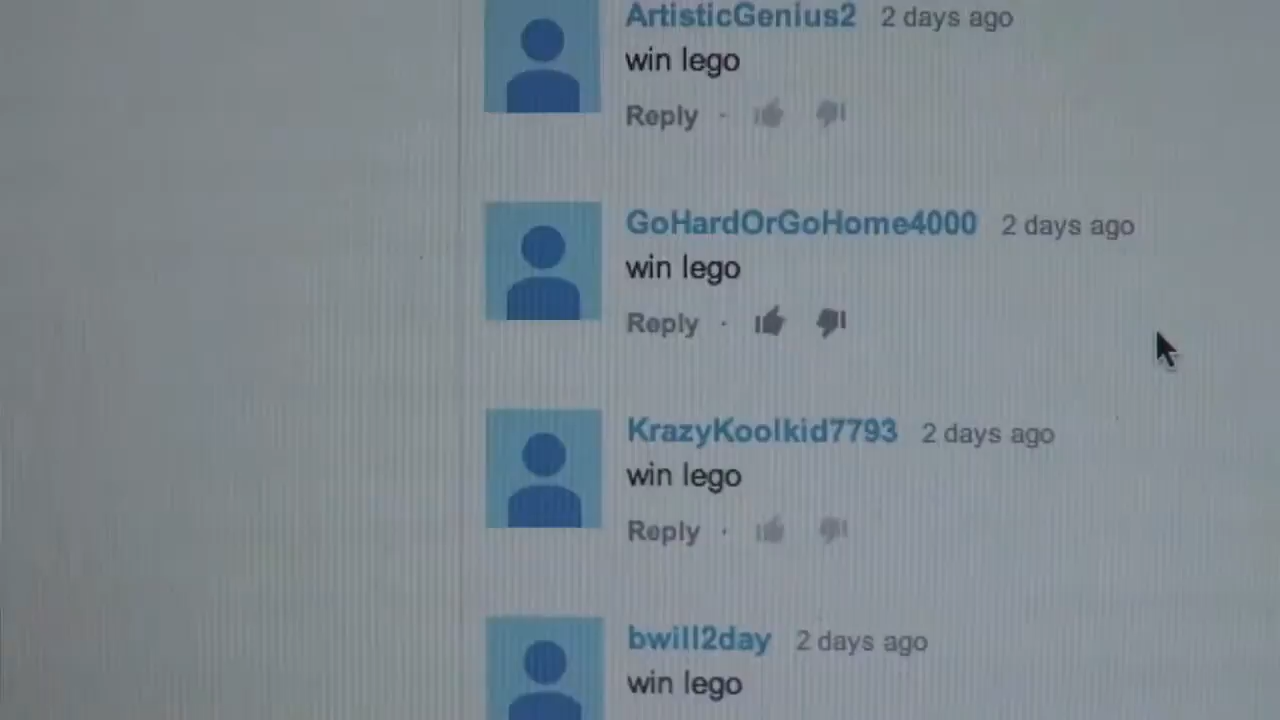 ArtisticGenius2 2 days ago
win lego
Reply ·
GoHardOrGoHome4000 2 days ago
win lego
Reply ·
KrazyKoolkid7793 2 days ago
win lego
Reply ·
bwill2day 2 days ago
win lego